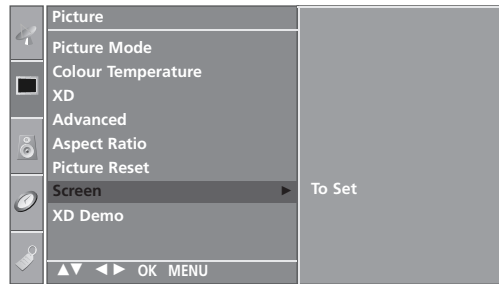 Picture
Picture Mode
Colour Temperature
XD
Advanced
Aspect Ratio
Picture Reset
Screen ► To Set
XD Demo
▲▼ ◄► OK MENU